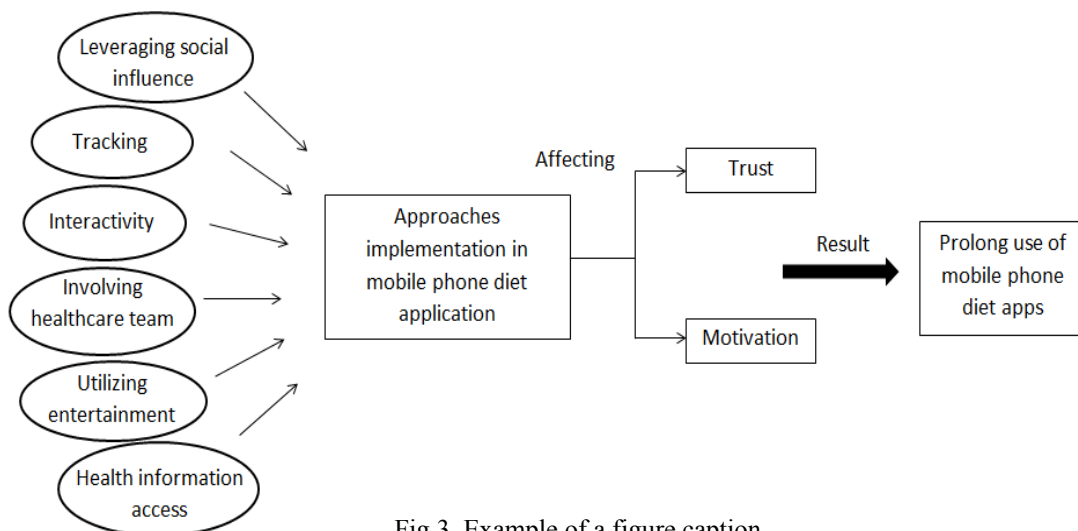 Leveraging social
influence
Tracking
Interactivity
Involving
healthcare team
Utilizing
entertainment
Health information
access
Approaches
implementation in
mobile phone diet
application
Affecting
Trust
Motivation
Result
Prolong use of
mobile phone
diet apps
Fig 3. Example of a figure caption